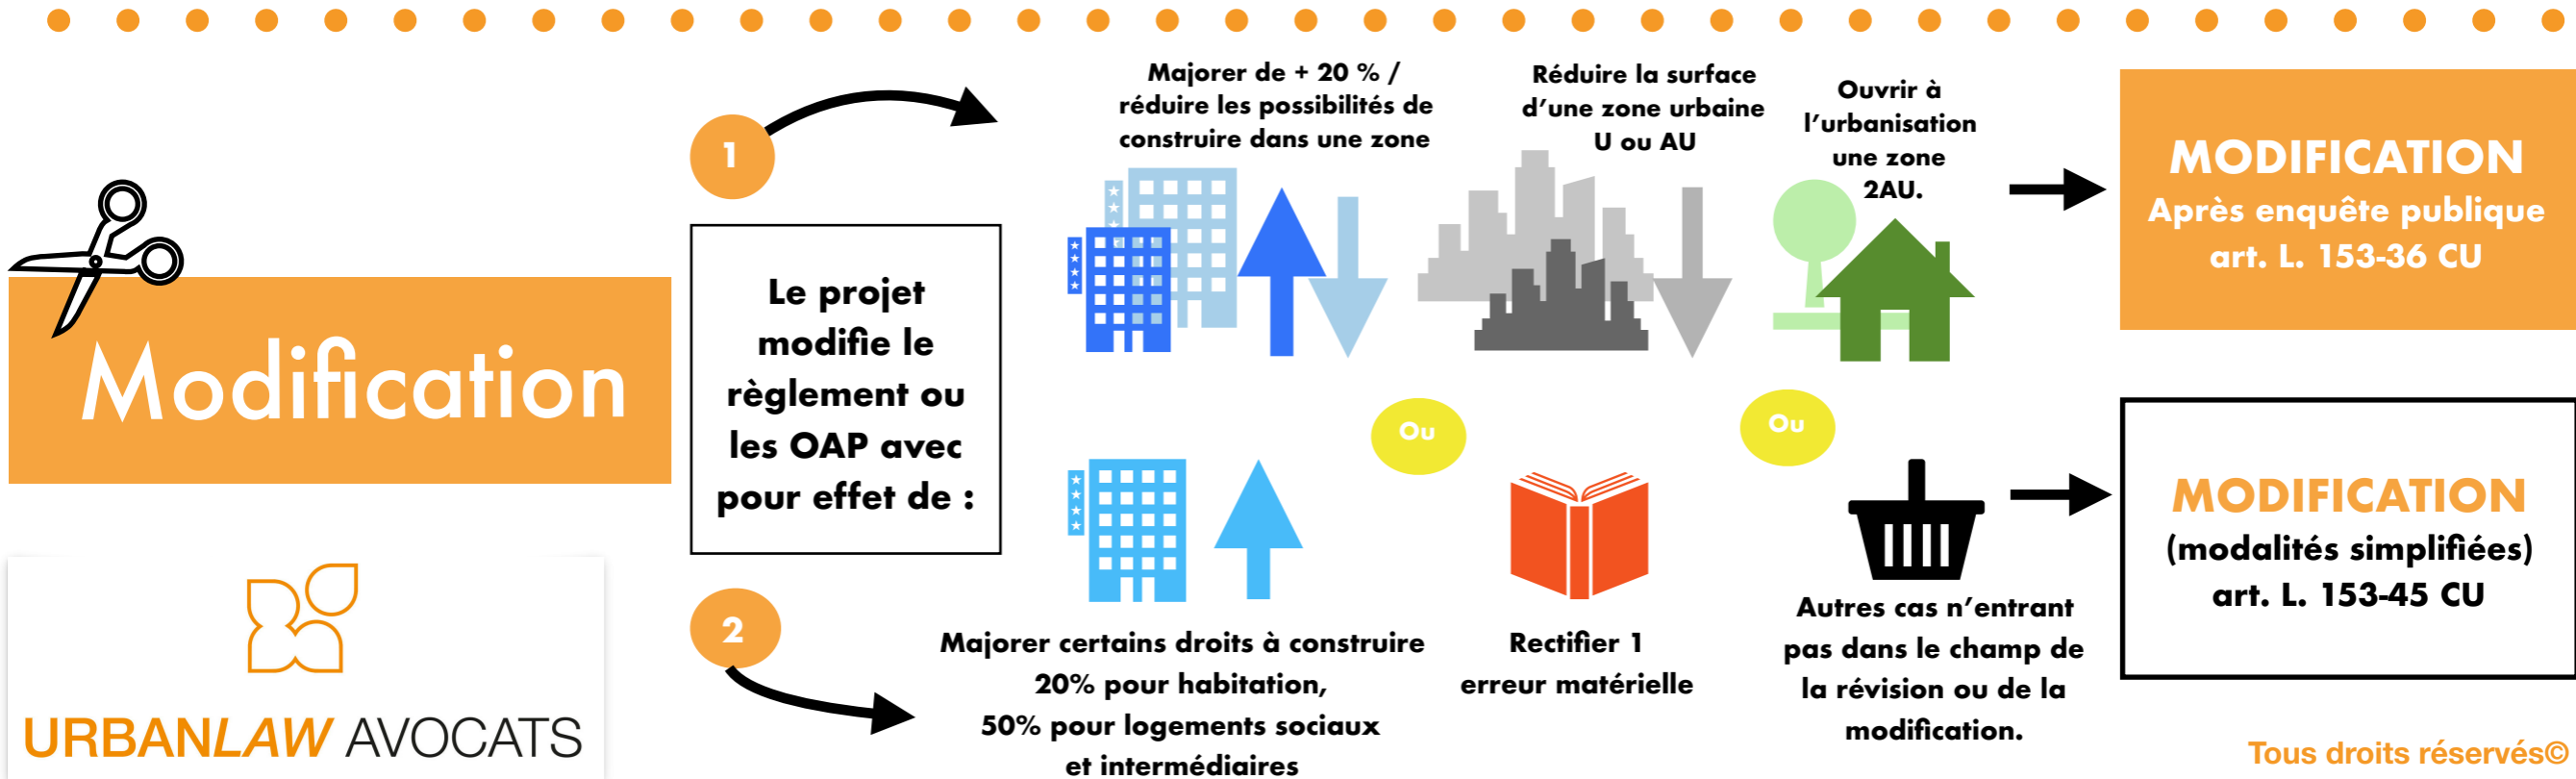 Modification
URBANLAW AVOCATS
1
Le projet
modifie le
règlement ou
les OAP avec
pour effet de :
2
Majorer de + 20 % /
réduire les possibilités de
construire dans une zone
Réduire la surface
d'une zone urbaine
U ou AU
Ouvrir à
l'urbanisation
une zone
2AU.
MODIFICATION
Après enquête publique
art. L. 153-36 CU
Ou
Ou
Majorer certains droits à construire
20% pour habitation,
50% pour logements sociaux
et intermédiaires
Rectifier 1
erreur matérielle
Autres cas n'entrant
pas dans le champ de
la révision ou de la
modification.
MODIFICATION
(modalités simplifiées)
art. L. 153-45 CU
Tous droits réservés©